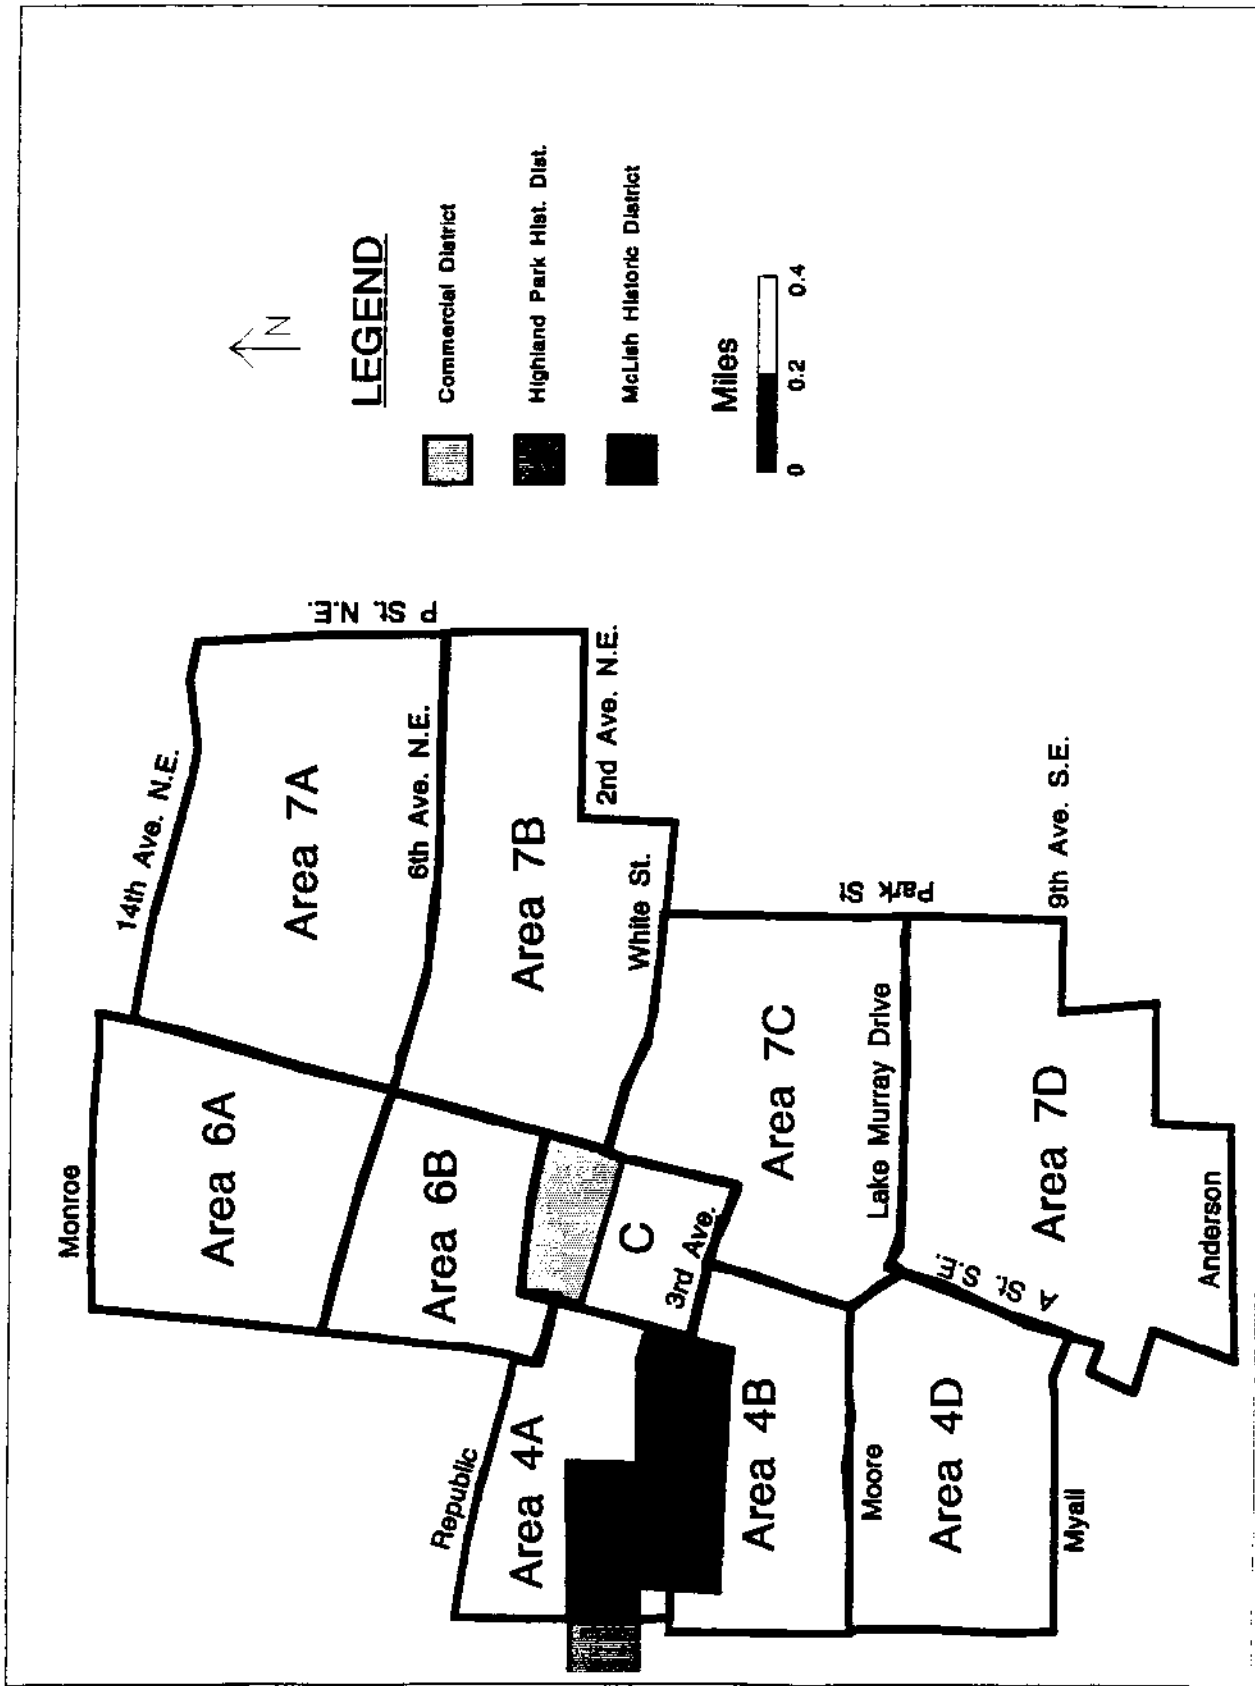 Monroe
14th Ave. N.E.
Area 6A
Area 7A
P St. N.E.
6th Ave. N.E.
Area 6B
Area 7B
2nd Ave. N.E.
Republic
Area 4A
C
White St.
3rd Ave.
Area 4B
Area 7C
Park St
Moore
Lake Murray Drive
Area 4D
A St. S.E.
Area 7D
9th Ave. S.E.
Myall
Anderson
N
LEGEND
Commercial District
Highland Park Hist. Dist.
McLish Historic District
Miles
0 0.2 0.4